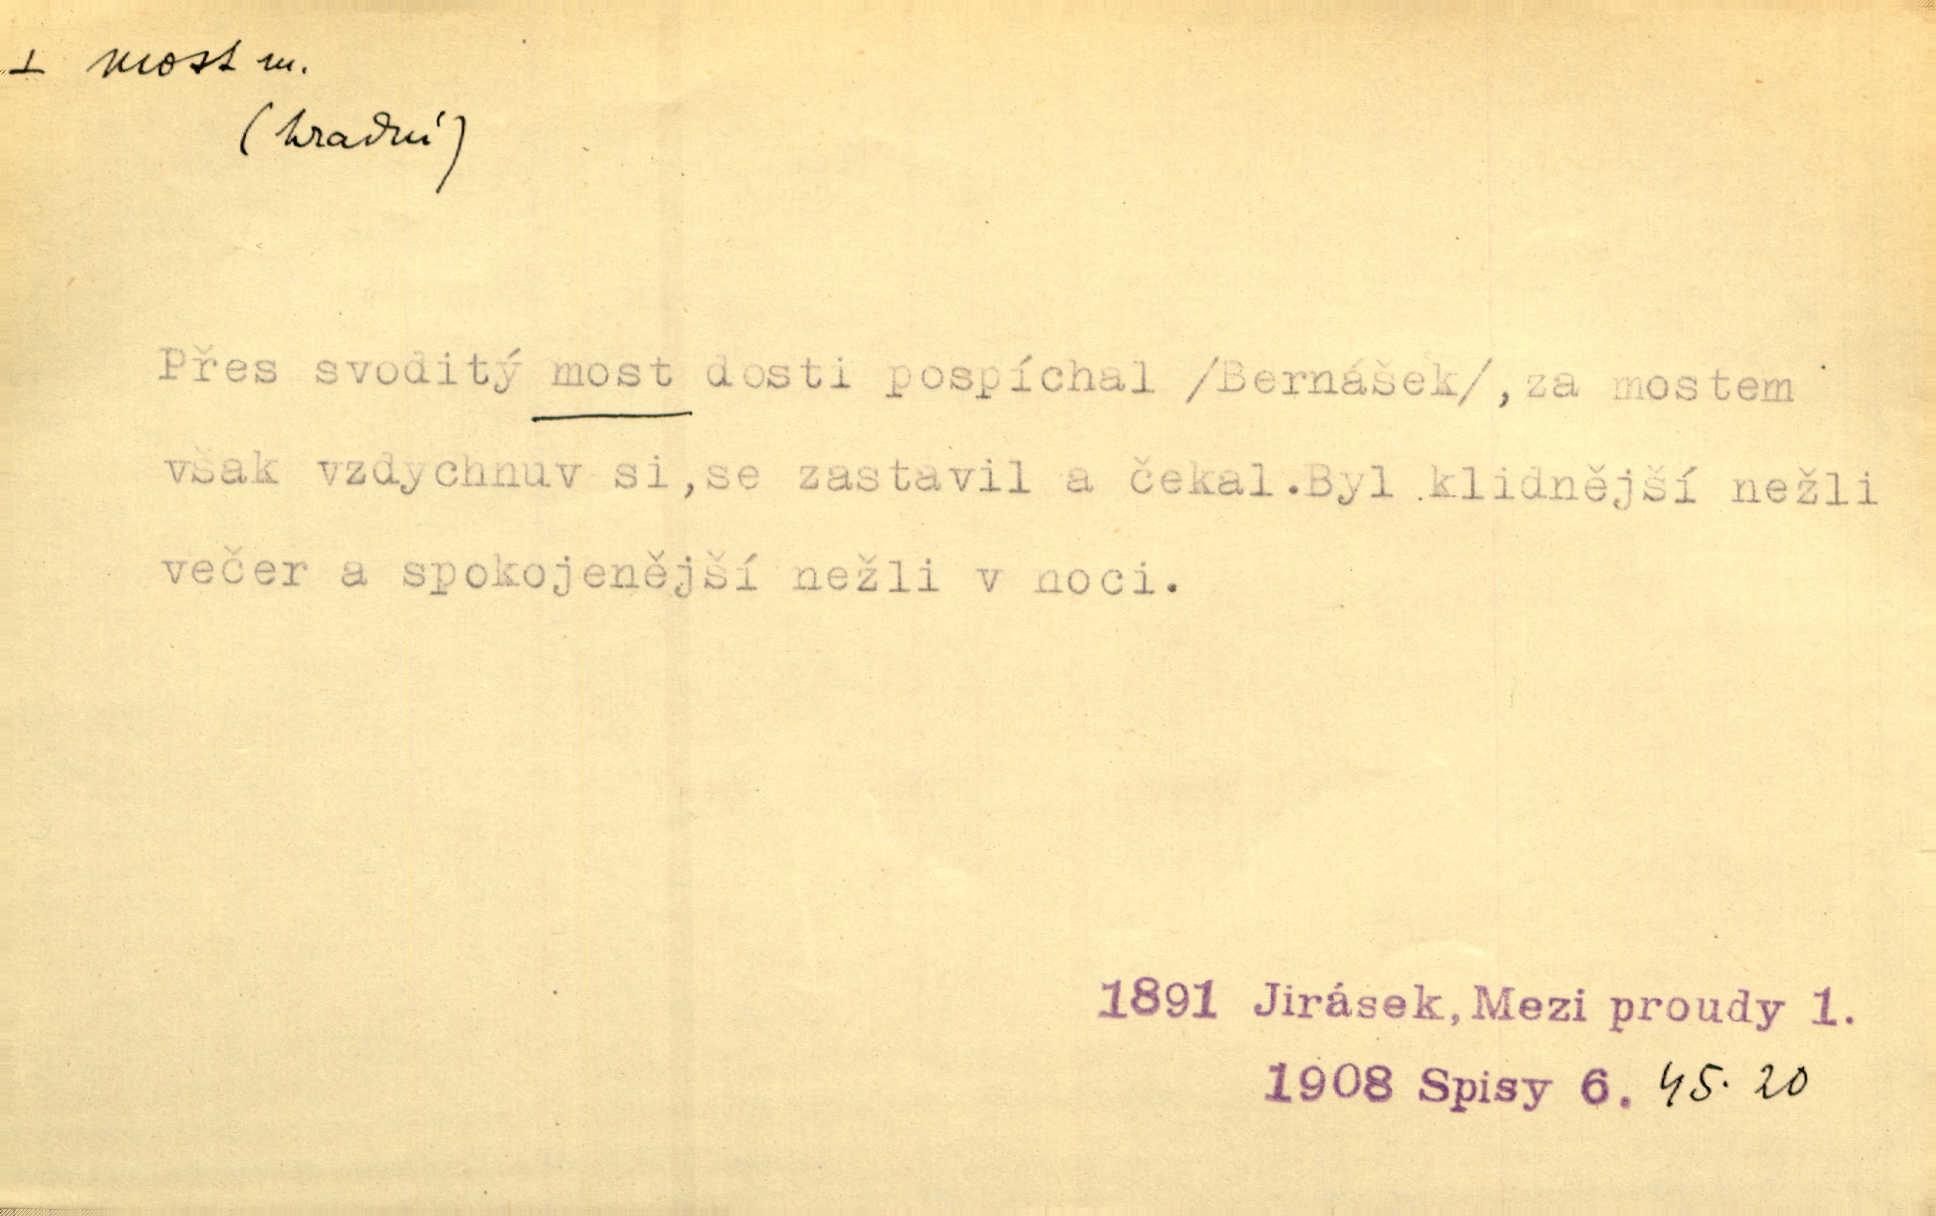 ⊥ most m.
(hradní)
Přes svoditý most dosti pospíchal /Bernášek/,za mostem
však vzdychnuv si,se zastavil a čekal.Byl klidnější nežli
večer a spokojenější nežli v noci.
1891 Jirásek,Mezi proudy 1.
1908 Spisy 6. 45. 20